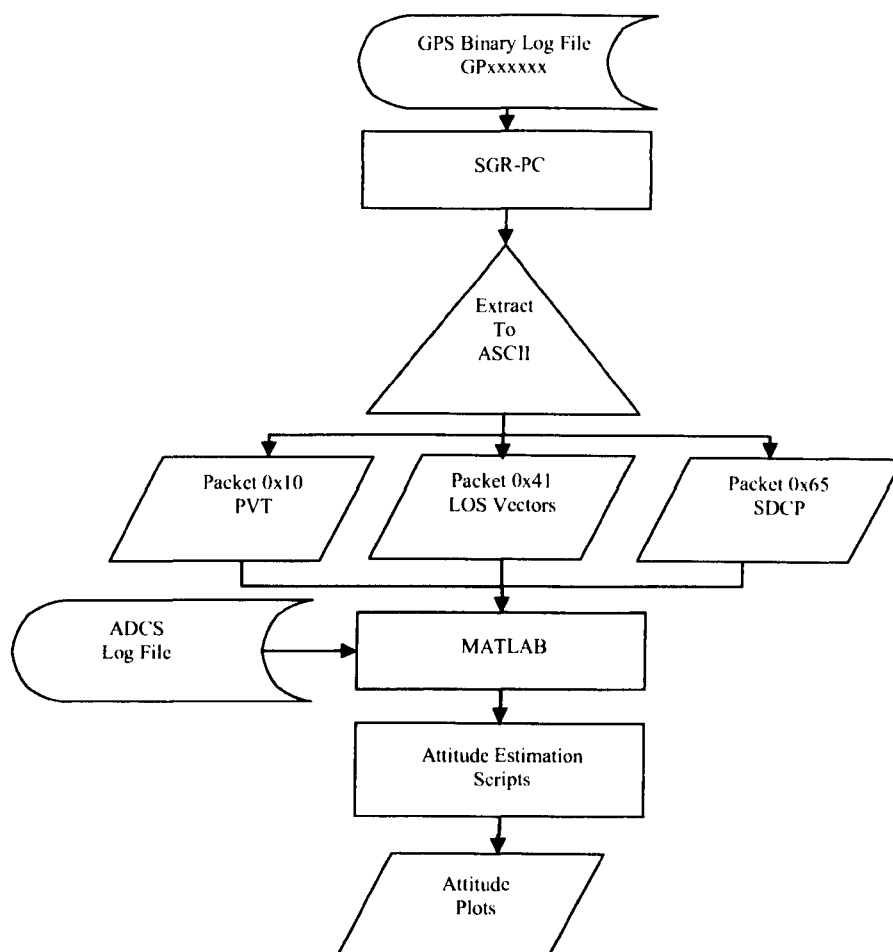 GPS Binary Log File
GPxxxxxx
SGR-PC
Extract
To
ASCII
Packet 0x10
PVT
Packet 0x41
LOS Vectors
Packet 0x65
SDCP
ADCS
Log File
MATLAB
Attitude Estimation
Scripts
Attitude
Plots